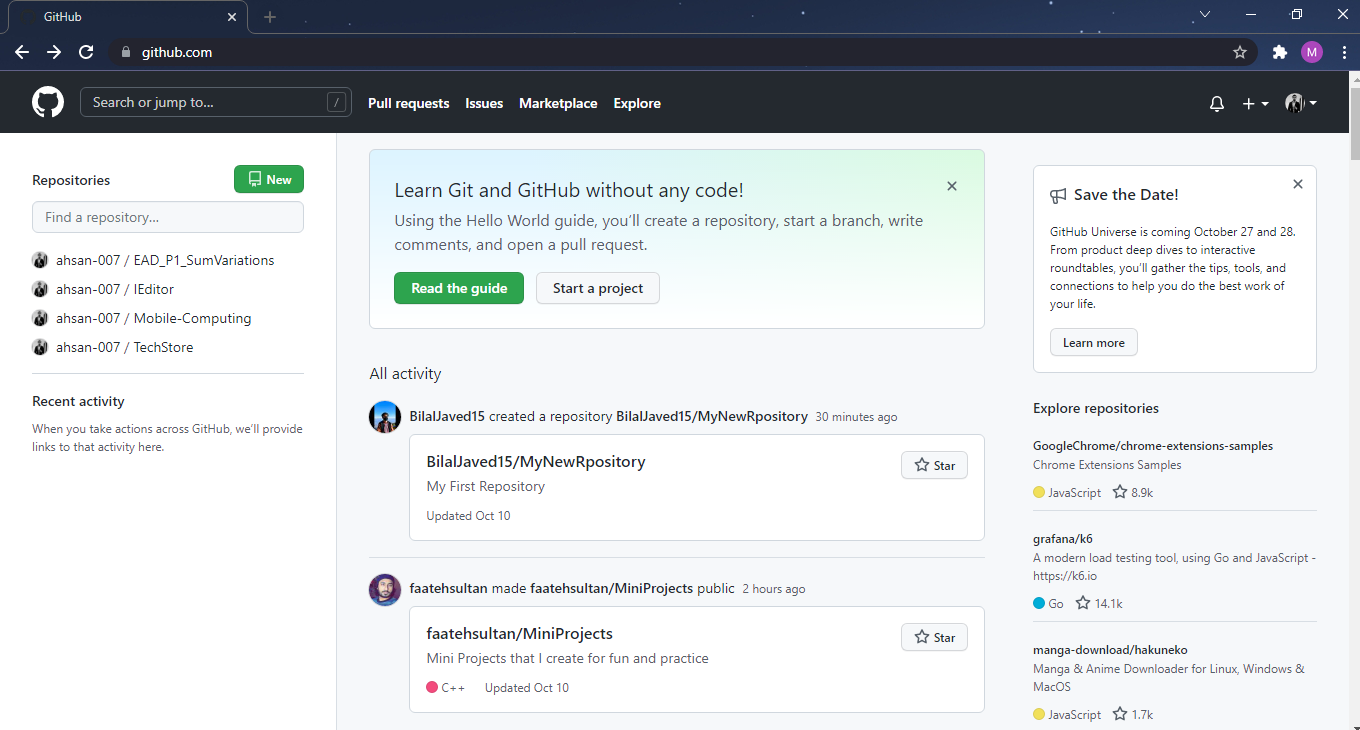 GitHub
github.com
M
Search or jump to...
/
Pull requests
Issues
Marketplace
Explore
Repositories
New
Find a repository...
ahsan-007 / EAD_P1_SumVariations
ahsan-007 / IEditor
ahsan-007 / Mobile-Computing
ahsan-007 / TechStore
Recent activity
When you take actions across GitHub, we'll provide
links to that activity here.
Learn Git and GitHub without any code!
Using the Hello World guide, you'll create a repository, start a branch, write
comments, and open a pull request.
Read the guide
Start a project
All activity
BilalJaved15 created a repository BilalJaved15/MyNewRpository 30 minutes ago
BilalJaved15/MyNewRpository
Star
My First Repository
Updated Oct 10
faatehsultan made faatehsultan/MiniProjects public 2 hours ago
faatehsultan/MiniProjects
Star
Mini Projects that I create for fun and practice
C++ Updated Oct 10
Save the Date!
GitHub Universe is coming October 27 and 28.
From product deep dives to interactive
roundtables, you'll gather the tips, tools, and
connections to help you do the best work of
your life.
Learn more
Explore repositories
GoogleChrome/chrome-extensions-samples
Chrome Extensions Samples
JavaScript 8.9k
grafana/k6
A modern load testing tool, using Go and JavaScript -
https://k6.io
Go 14.1k
manga-download/hakuneko
Manga & Anime Downloader for Linux, Windows &
MacOS
JavaScript 1.7k